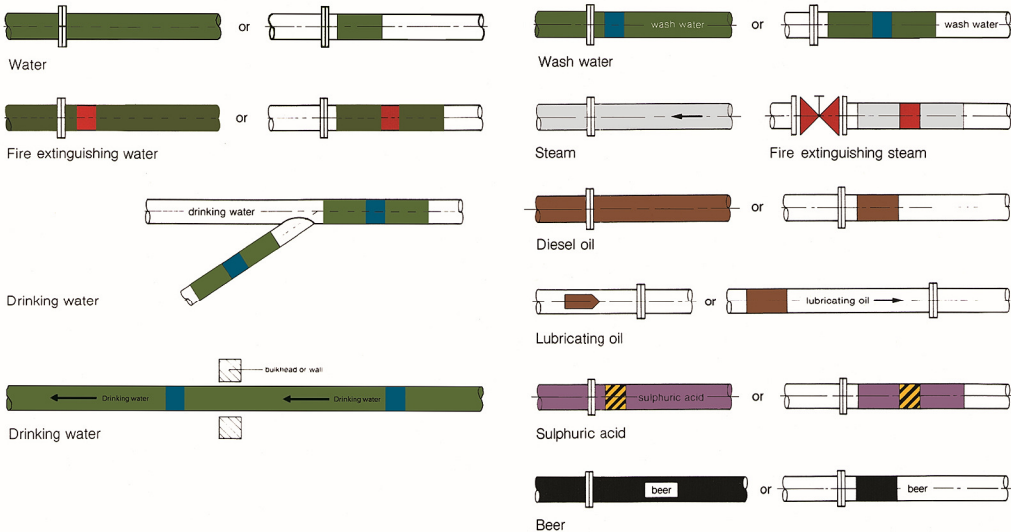 or
Water
or
Fire extinguishing water
drinking water
Drinking water
bulkhead or wall
Drinking water
Drinking water
Drinking water
wash water
or
wash water
Wash water
Steam
Fire extinguishing steam
or
Diesel oil
or
lubricating oil
Lubricating oil
sulphuric acid
or
Sulphuric acid
beer
or
beer
Beer